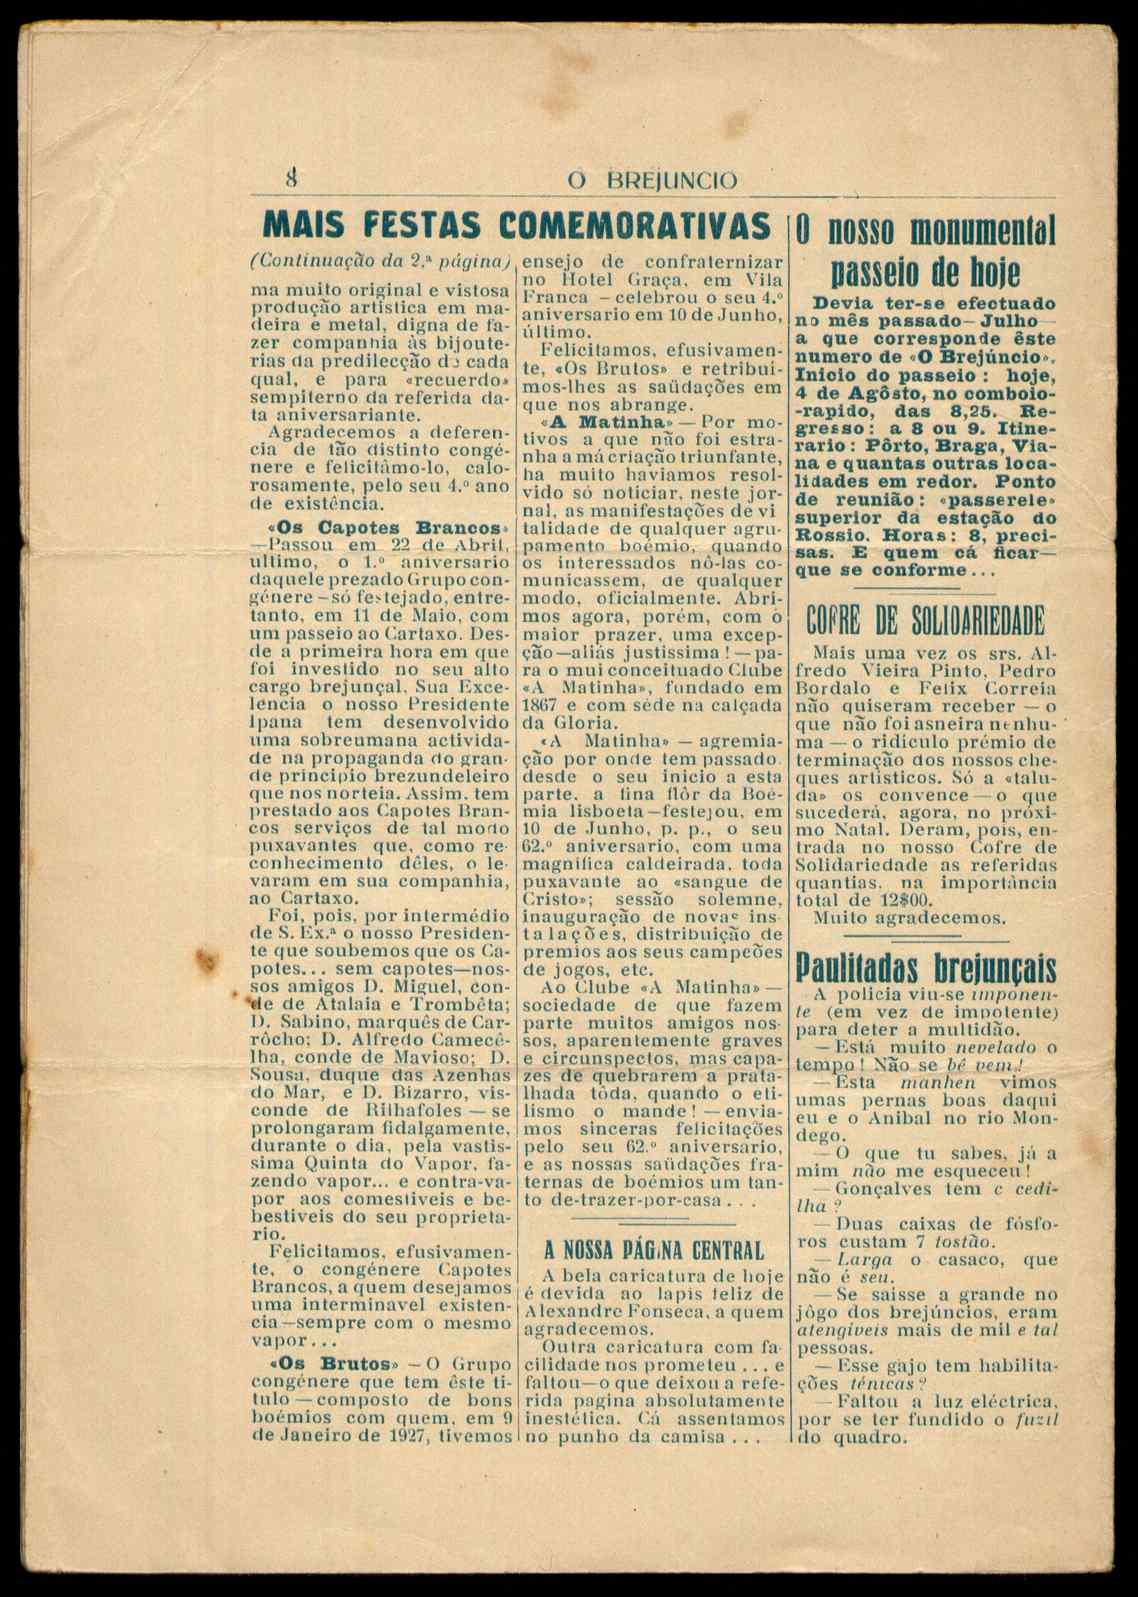 8
O BREJUNCIO
MAIS FESTAS COMEMORATIVAS
(Continuação da 2.ª página)
ma muito original e vistosa
produção artistica em ma-
deira e metal, digna de fa-
zer companhia às bijoute-
rias da predilecção de cada
qual, e para «recuerdo»
sempiterno da referida da-
ta aniversariante.
Agradecemos a deferen-
cia de tão distinto congé-
nere e felicitâmo-lo, calo-
rosamente, pelo seu 4.º ano
de existência.
«Os Capotes Brancos»
—Passou em 22 de Abril,
ultimo, o 1.º aniversario
daquele prezado Grupo con-
génere—só festejado, entre-
tanto, em 11 de Maio, com
um passeio ao Cartaxo. Des-
de a primeira hora em que
foi investido no seu alto
cargo brejunçal, Sua Exce-
lência o nosso Presidente
Ipana tem desenvolvido
uma sobreumana activida-
de na propaganda do gran-
de principio brezundeleiro
que nos norteia. Assim, tem
prestado aos Capotes Bran-
cos serviços de tal modo
puxavantes que, como re-
conhecimento dêles, o le-
varam em sua companhia,
ao Cartaxo.
Foi, pois, por intermédio
de S. Ex.ª o nosso Presiden-
te que soubemos que os Ca-
potes... sem capotes—nos-
sos amigos D. Miguel, con-
de de Atalaia e Trombêta;
D. Sabino, marquês de Car-
rôcho; D. Alfredo Camecê-
lha, conde de Mavioso; D.
Sousa, duque das Azenhas
do Mar, e D. Bizarro, vis-
conde de Rilhafoles — se
prolongaram fidalgamente,
durante o dia, pela vastis-
sima Quinta do Vapor, fa-
zendo vapor... e contra-va-
por aos comestiveis e be-
bestiveis do seu proprieta-
rio.
Felicitamos, efusivamen-
te, o congénere Capotes
Brancos, a quem desejamos
uma interminavel existen-
cia—sempre com o mesmo
vapor...
«Os Brutos» — O Grupo
congénere que tem êste ti-
tulo — composto de bons
boémios com quem, em 9
de Janeiro de 1927, tivemos
ensejo de confraternizar
no Hotel Graça, em Vila
Franca —celebrou o seu 4.º
aniversario em 10 de Junho,
último.
Felicitamos, efusivamen-
te, «Os Brutos» e retribui-
mos-lhes as saüdações em
que nos abrange.
«A Matinha» — Por mo-
tivos a que não foi estra-
nha a má criação triunfante,
ha muito haviamos resol-
vido só noticiar, neste jor-
nal, as manifestações de vi
talidade de qualquer agru-
pamento boémio, quando
os interessados nô-las co-
municassem, de qualquer
modo, oficialmente. Abri-
mos agora, porém, com o
maior prazer, uma excep-
ção—aliás justissima!—pa-
ra o mui conceituado Clube
«A Matinha», fundado em
1867 e com séde na calçada
da Gloria.
«A Matinha» — agremia-
ção por onde tem passado,
desde o seu inicio a esta
parte, a fina flôr da Boé-
mia lisboeta—festejou, em
10 de Junho, p. p., o seu
62.º aniversario, com uma
magnifica caldeirada, toda
puxavante ao «sangue de
Cristo»; sessão solemne,
inauguração de novas ins-
talações, distribuição de
premios aos seus campeões
de jogos, etc.
Ao Clube «A Matinha» —
sociedade de que fazem
parte muitos amigos nos-
sos, aparentemente graves
e circunspectos, mas capa-
zes de quebrarem a prata-
lhada tôda, quando o eti-
lismo o mande! — envia-
mos sinceras felicitações
pelo seu 62.º aniversário,
e as nossas saüdações fra-
ternas de boémios um tan-
to de-trazer-por-casa...
A NOSSA PÁGINA CENTRAL
A bela caricatura de hoje
é devida ao lapis feliz de
Alexandre Fonseca, a quem
agradecemos.
Outra caricatura com fa-
cilidade nos prometeu... e
faltou—o que deixou a refe-
rida pagina absolutamente
inestética. Cá assentamos
no punho da camisa...
O nosso monumental
passeio de hoje
Devia ter-se efectuado
no mês passado—Julho—
a que corresponde êste
numero de «O Brejúncio».
Inicio do passeio: hoje,
4 de Agôsto, no comboio-
-rapido, das 8,25. Re-
gresso: a 8 ou 9. Itine-
rario: Pôrto, Braga, Via-
na e quantas outras loca-
lidades em redor. Ponto
de reunião: «passerele»
superior da estação do
Rossio. Horas: 8, preci-
sas. E quem cá ficar—
que se conforme...
COFRE DE SOLIDARIEDADE
Mais uma vez os srs. Al-
fredo Vieira Pinto, Pedro
Bordalo e Felix Correia
não quiseram receber — o
que não foi asneira nenhu-
ma — o ridiculo prémio de
terminação dos nossos che-
ques artisticos. Só a «talu-
da» os convence — o que
sucederá, agora, no próxi-
mo Natal. Deram, pois, en-
trada no nosso Cofre de
Solidariedade as referidas
quantias, na importância
total de 12$00.
Muito agradecemos.
Paulitadas brejunçais
A policia viu-se imponen-
te (em vez de impotente)
para deter a multidão.
— Está muito nevelado o
tempo! Não se bê vem!
— Esta manhen vimos
umas pernas boas daqui
eu e o Anibal no rio Mon-
dego.
— O que tu sabes, já a
mim não me esqueceu!
— Gonçalves tem c cedi-
lha?
— Duas caixas de fósfo-
ros custam 7 tostão.
— Larga o casaco, que
não é seu.
— Se saisse a grande no
jôgo dos brejúncios, eram
atengiveis mais de mil e tal
pessoas.
— Esse gajo tem habilita-
ções ténicas?
— Faltou a luz eléctrica,
por se ter fundido o fuzil
do quadro.